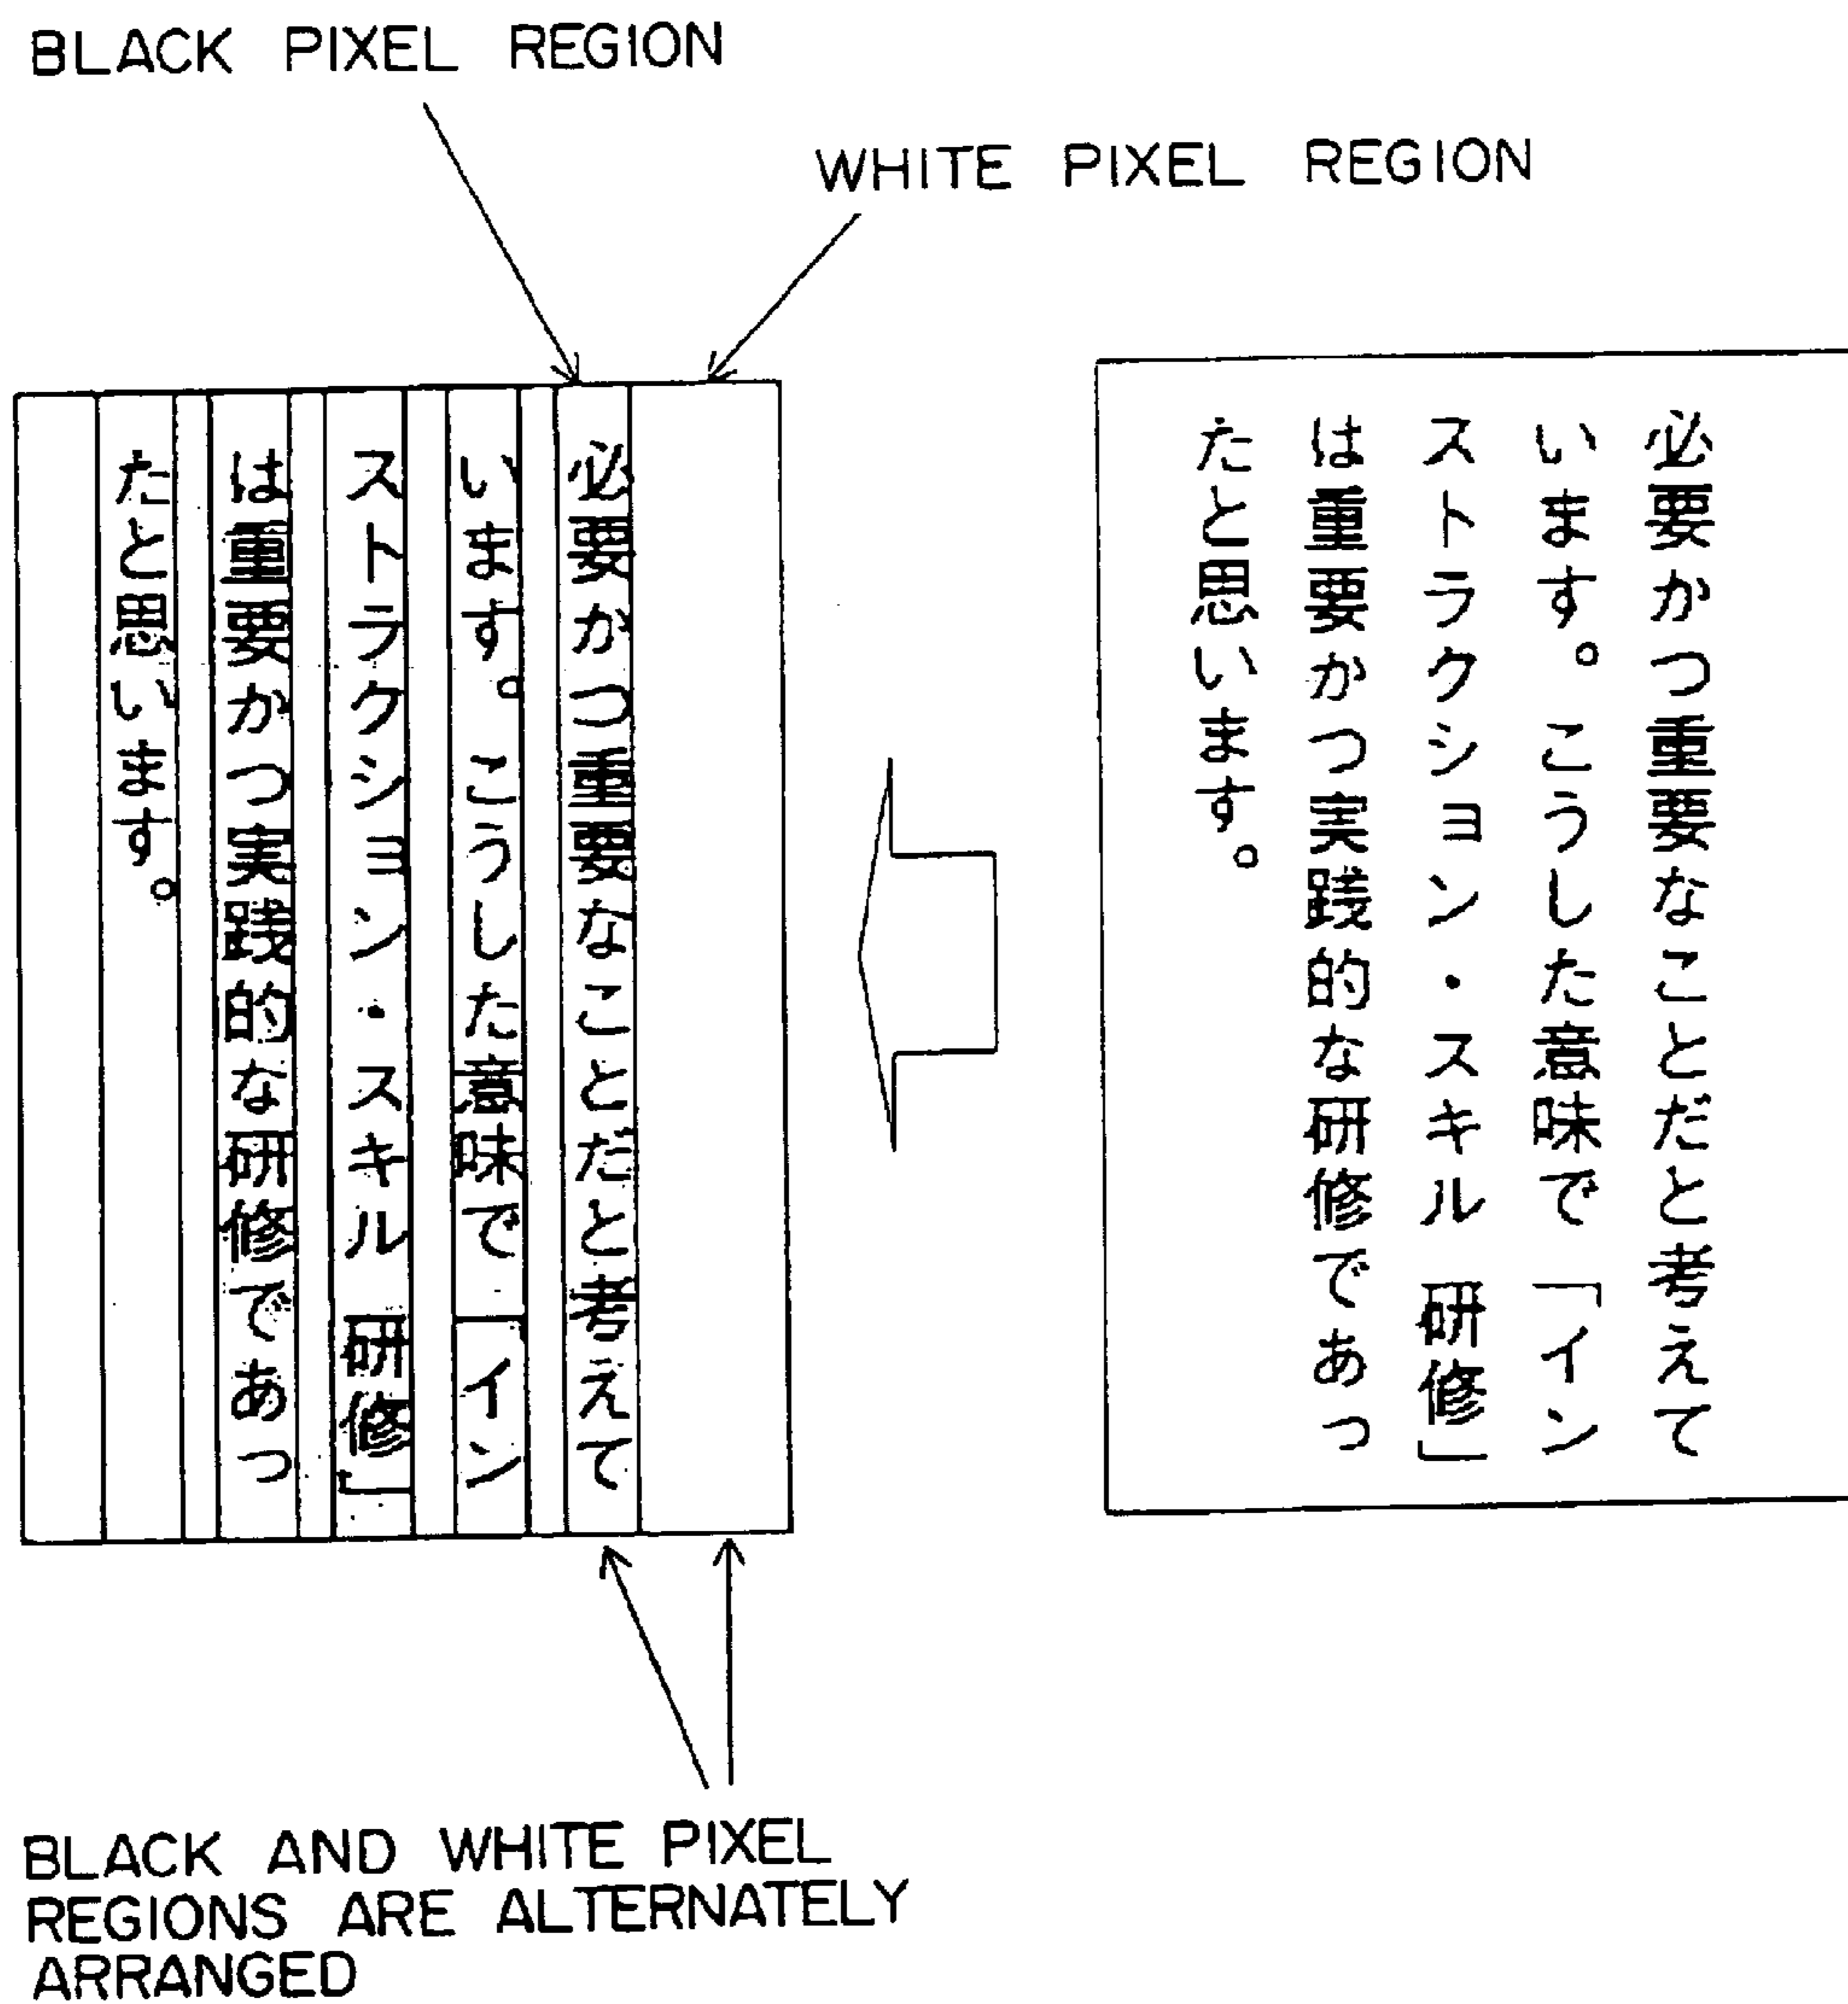 BLACK PIXEL REGION
WHITE PIXEL REGION
必要かつ重要なことだと考えて
います。こうした意味で「イン
ストラクション・スキル研修」
は重要かつ実践的な研修であっ
たと思います。
必要かつ重要なことだと考えて
います。こうした意味で「イン
ストラクション・スキル研修」
は重要かつ実践的な研修であっ
たと思います。
BLACK AND WHITE PIXEL
REGIONS ARE ALTERNATELY
ARRANGED